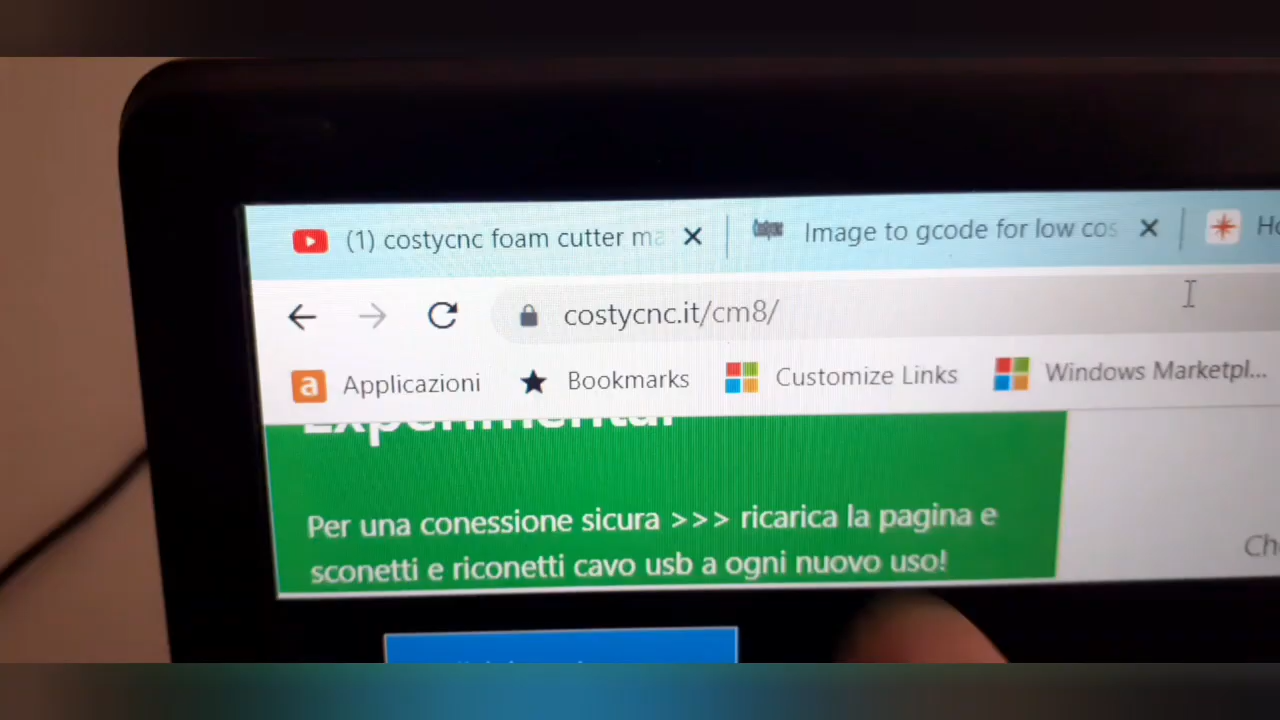 (1) costycnc foam cutter ma
Image to gcode for low cos
costycnc.it/cm8/
Applicazioni
Bookmarks
Customize Links
Windows Marketpl...
Experimental
Per una conessione sicura >>> ricarica la pagina e
sconetti e riconetti cavo usb a ogni nuovo uso!